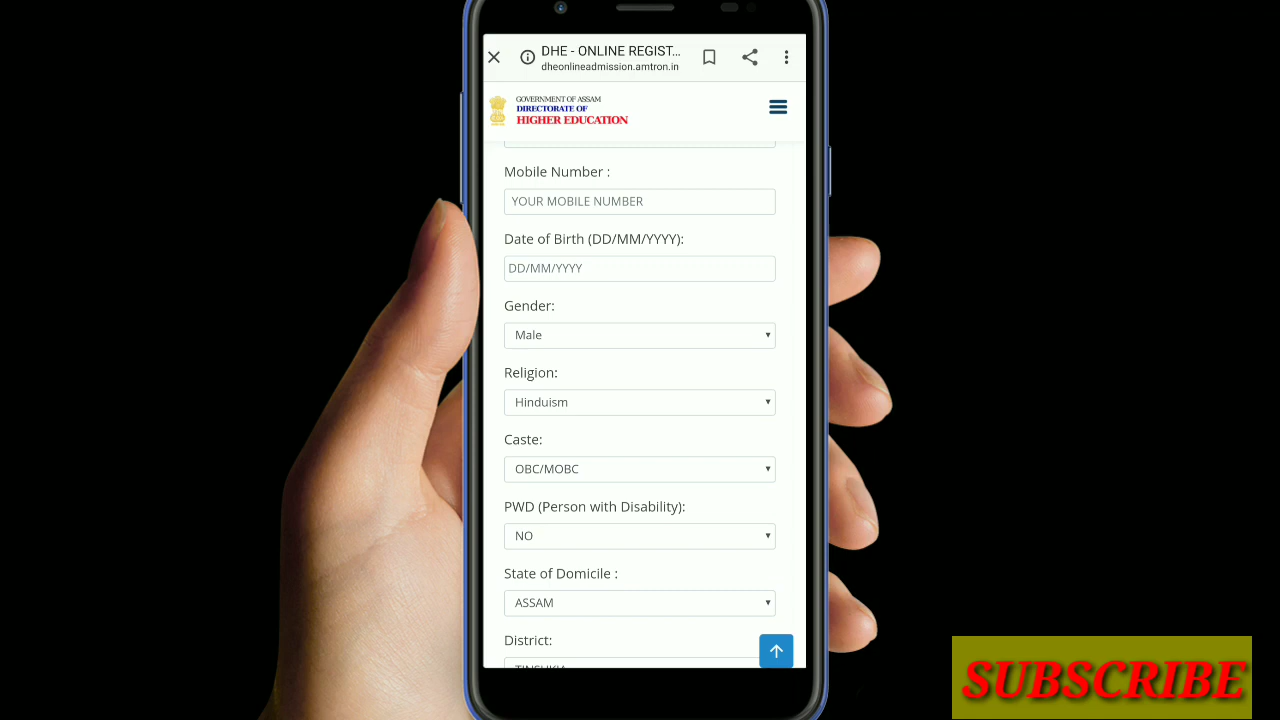 DHE - ONLINE REGIST...
dheonlineadmission.amtron.in
GOVERNMENT OF ASSAM
DIRECTORATE OF
HIGHER EDUCATION
Mobile Number :
YOUR MOBILE NUMBER
Date of Birth (DD/MM/YYYY):
DD/MM/YYYY
Gender:
Male
Religion:
Hinduism
Caste:
OBC/MOBC
PWD (Person with Disability):
NO
State of Domicile :
ASSAM
District:
SUBSCRIBE